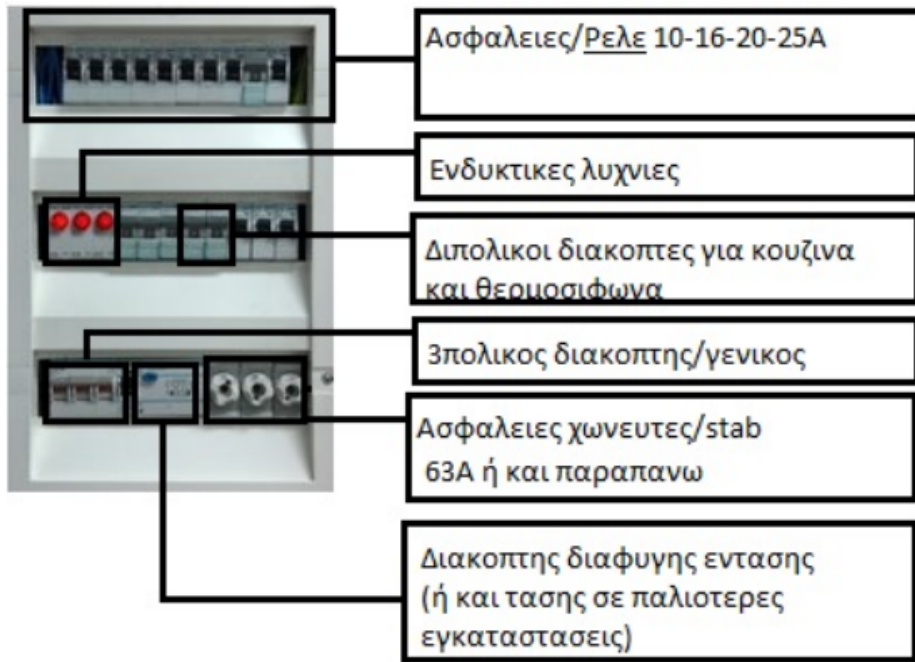 Ασφαλειες/Ρελε 10-16-20-25Α
Ενδυκτικες λυχνιες
Διπολικοι διακοπτες για κουζινα
και θερμοσιφωνα
3πολικος διακοπτης/γενικος
Ασφαλειες χωνευτες/stab
63Α ή και παραπανω
Διακοπτης διαφυγης εντασης
(ή και τασης σε παλιοτερες
εγκαταστασεις)